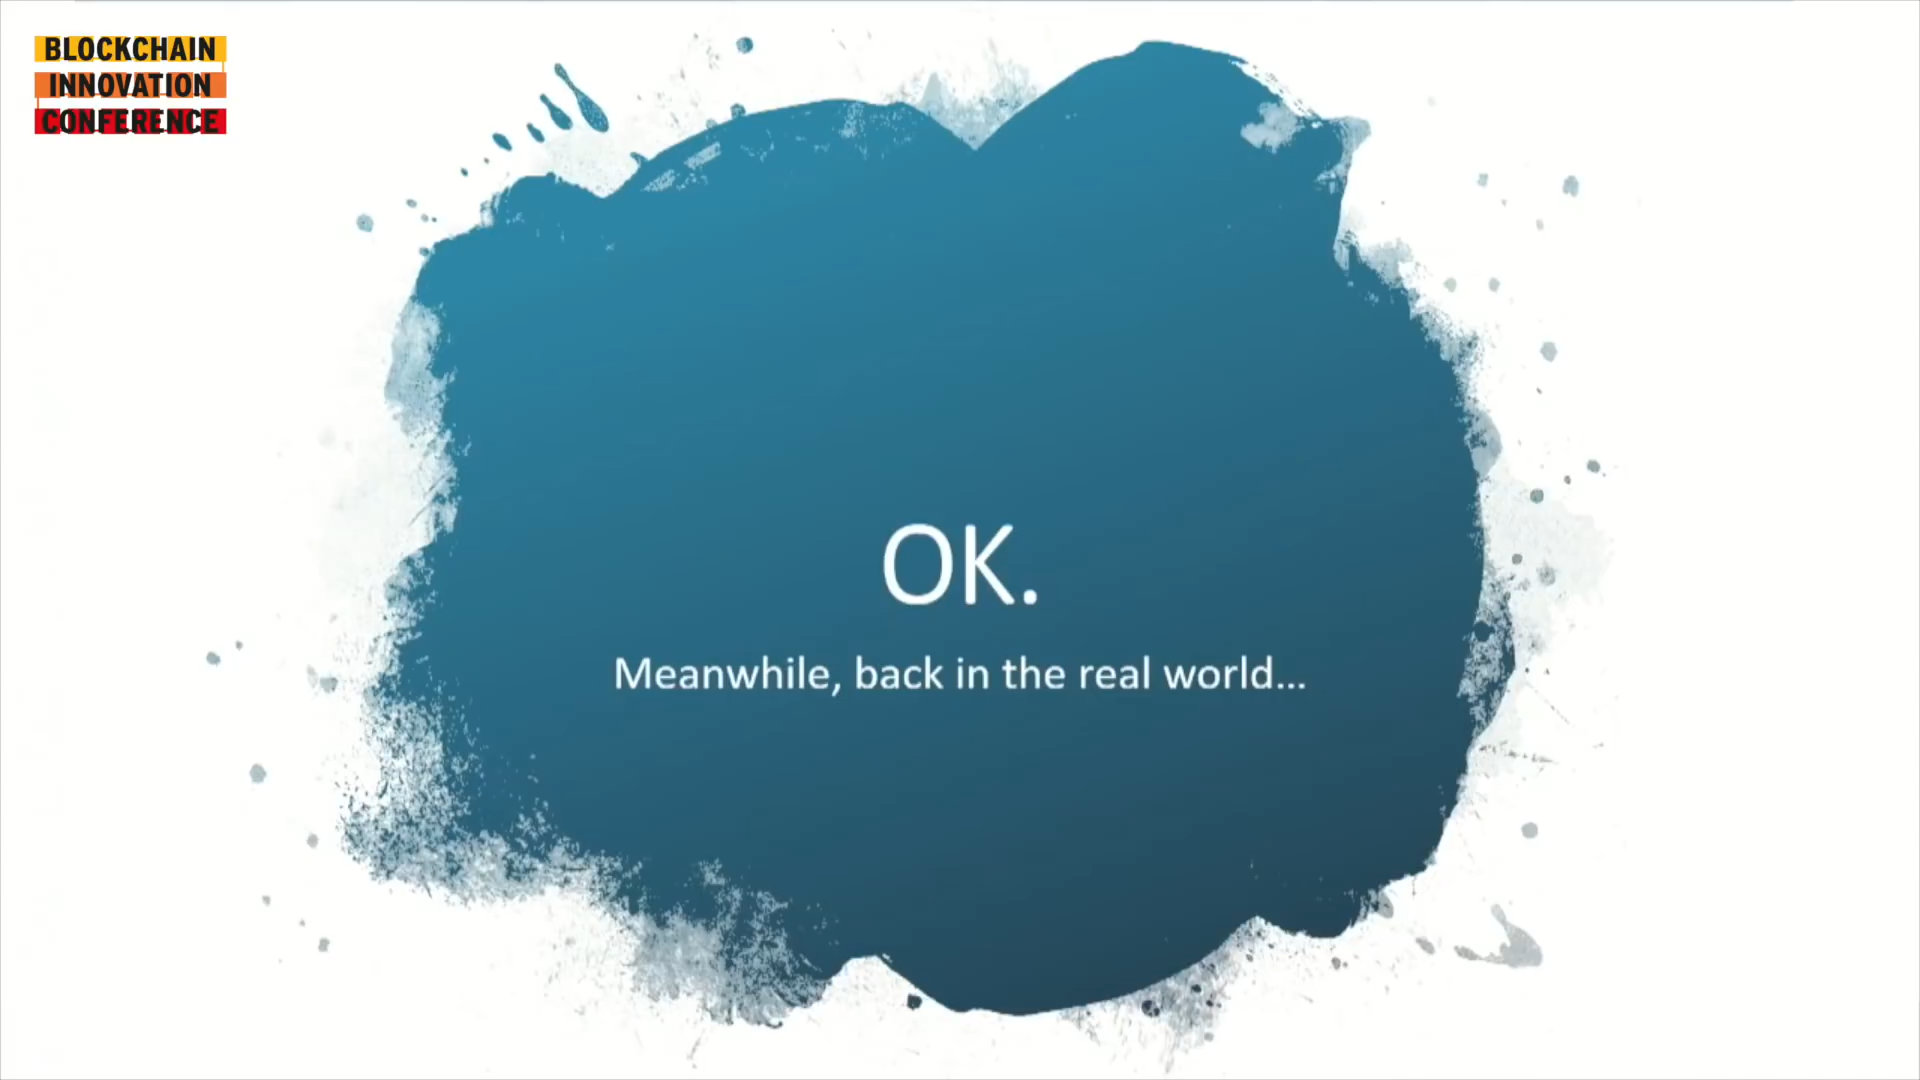 BLOCKCHAIN
INNOVATION
CONFERENCE
OK.
Meanwhile, back in the real world...